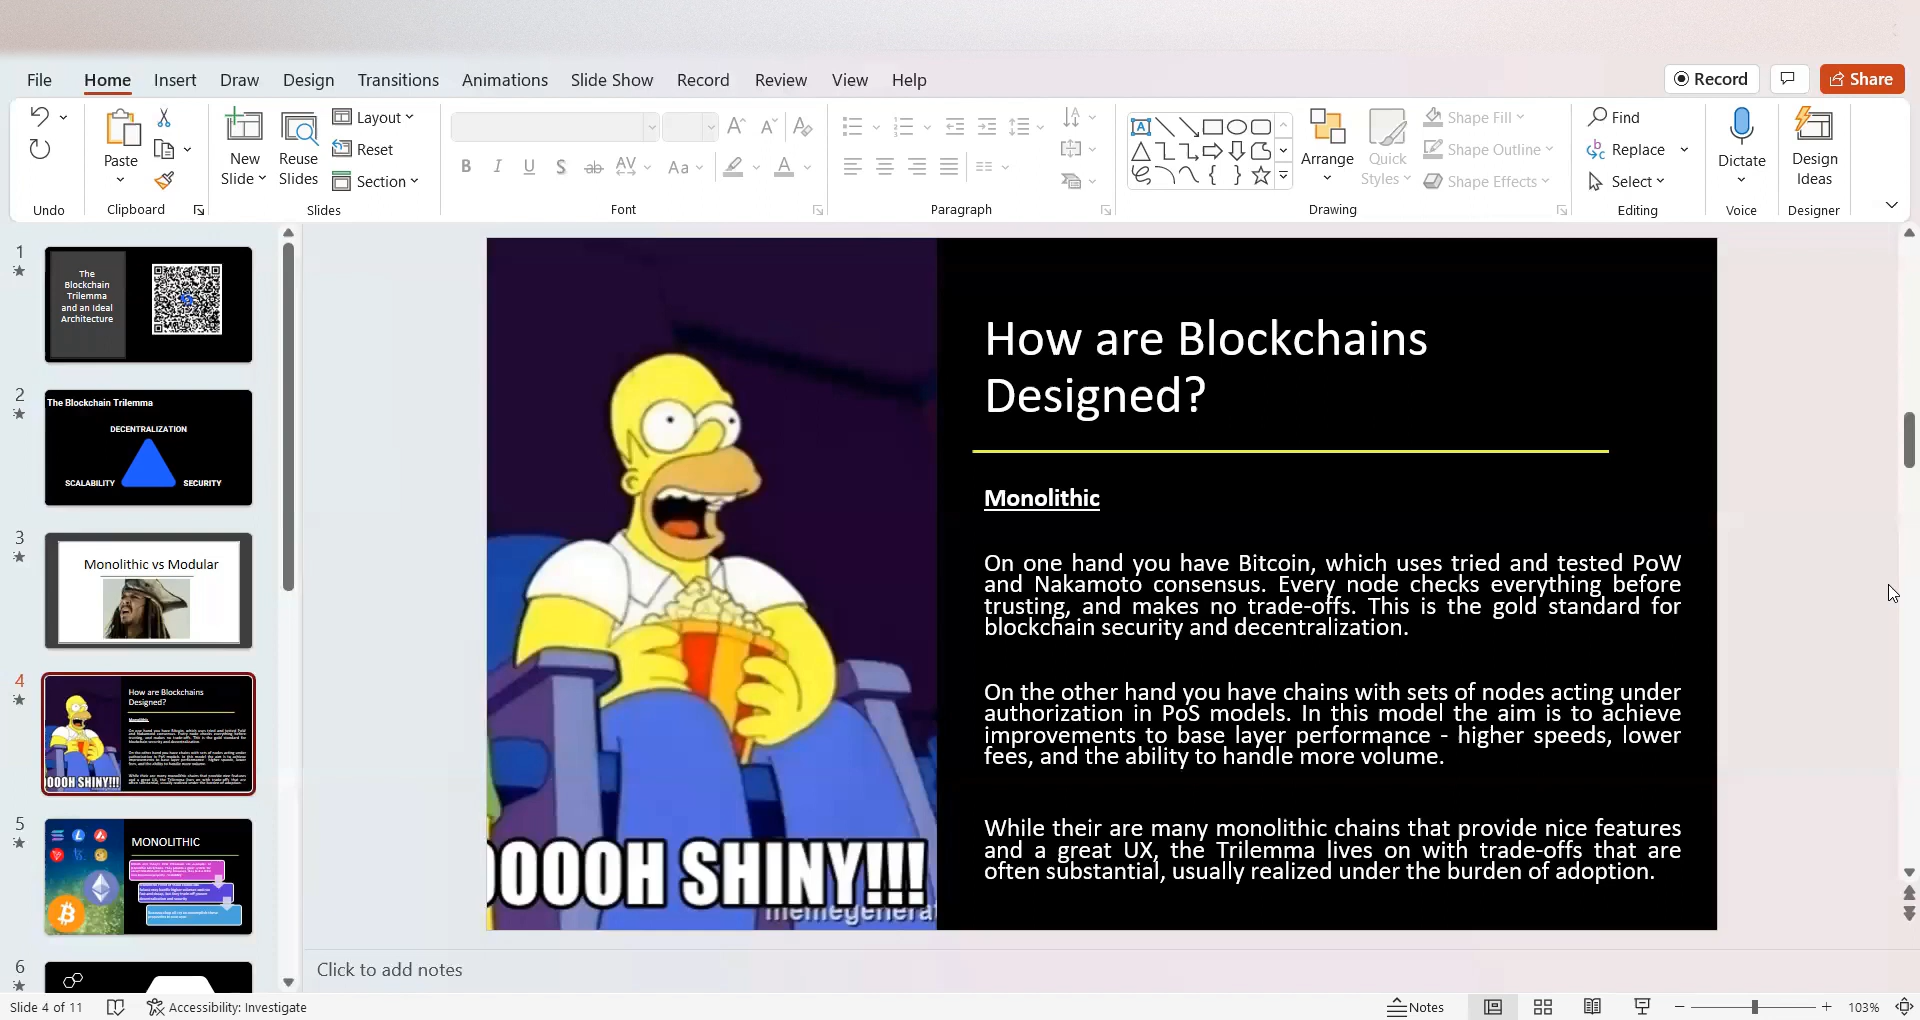 File Home Insert Draw Design Transitions Animations Slide Show Record Review View Help
Record
Share
Undo
Paste
Clipboard
New Slide
Reuse Slides
Layout
Reset
Section
Slides
Font
Paragraph
Drawing
Arrange
Quick Styles
Shape Fill
Shape Outline
Shape Effects
Find
Replace
Select
Editing
Dictate
Voice
Design Ideas
Designer
1
The
Blockchain
Trilemma
and an Ideal
Architecture
2
The Blockchain Trilemma
DECENTRALIZATION
SCALABILITY
SECURITY
3
Monolithic vs Modular
4
How are Blockchains
Designed?
Monolithic
OOOH SHINY!!!
5
MONOLITHIC
6
How are Blockchains
Designed?
Monolithic
On one hand you have Bitcoin, which uses tried and tested PoW
and Nakamoto consensus. Every node checks everything before
trusting, and makes no trade-offs. This is the gold standard for
blockchain security and decentralization.
On the other hand you have chains with sets of nodes acting under
authorization in PoS models. In this model the aim is to achieve
improvements to base layer performance - higher speeds, lower
fees, and the ability to handle more volume.
While their are many monolithic chains that provide nice features
and a great UX, the Trilemma lives on with trade-offs that are
often substantial, usually realized under the burden of adoption.
OOOOH SHINY!!!
Click to add notes
Slide 4 of 11
Accessibility: Investigate
Notes
103%